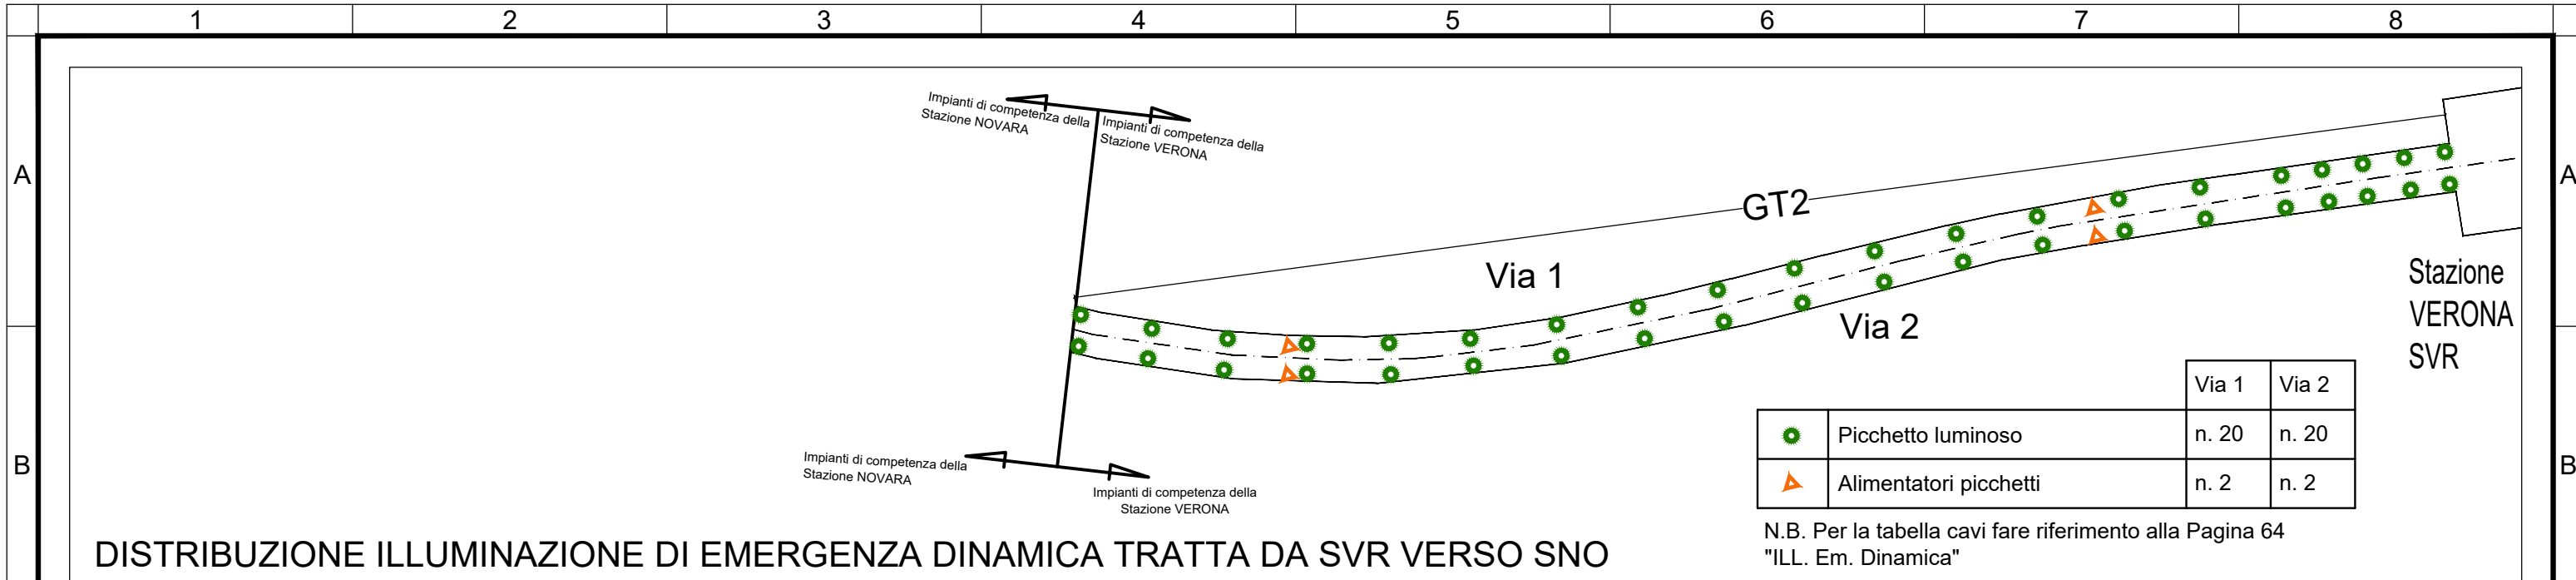 1 2 3 4 5 6 7 8
Impianti di competenza della
Stazione NOVARA
Impianti di competenza della
Stazione VERONA
A
A
GT2
Via 1
Via 2
Stazione
VERONA
SVR
Via 1 Via 2
Picchetto luminoso n. 20 n. 20
Alimentatori picchetti n. 2 n. 2
B
B
Impianti di competenza della
Stazione NOVARA
Impianti di competenza della
Stazione VERONA
N.B. Per la tabella cavi fare riferimento alla Pagina 64
"ILL. Em. Dinamica"
DISTRIBUZIONE ILLUMINAZIONE DI EMERGENZA DINAMICA TRATTA DA SVR VERSO SNO